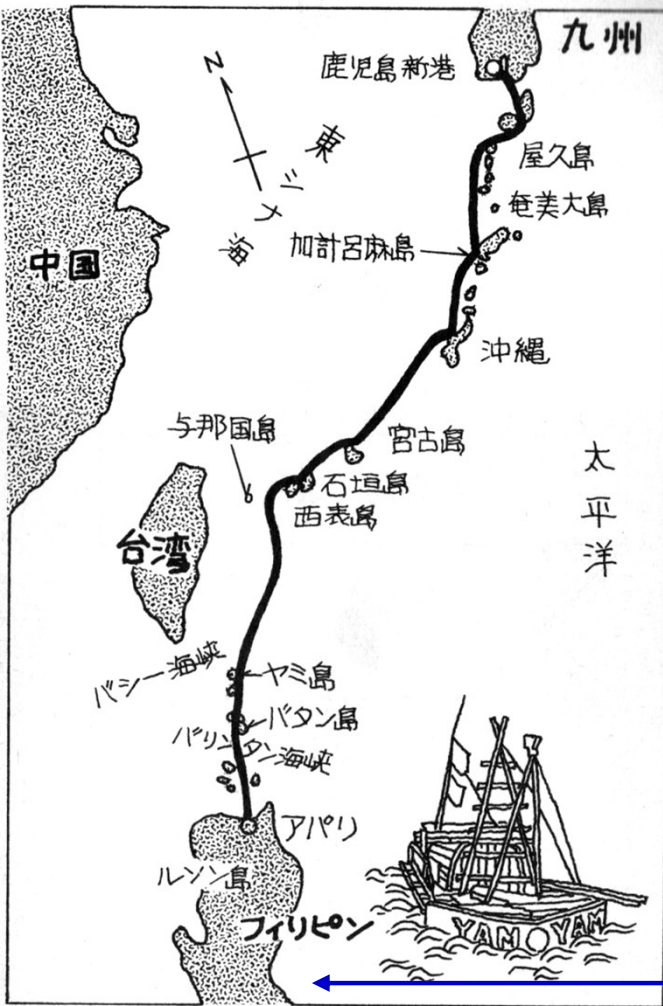 九州
鹿児島新港
N
東シナ海
屋久島
奄美大島
加計呂麻島
中国
沖縄
与那国島
宮古島
石垣島
西表島
太平洋
台湾
バシー海峡
ヤミ島
バタン島
バリンタン海峡
アパリ
ルソン島
フィリピン
YAM YAM